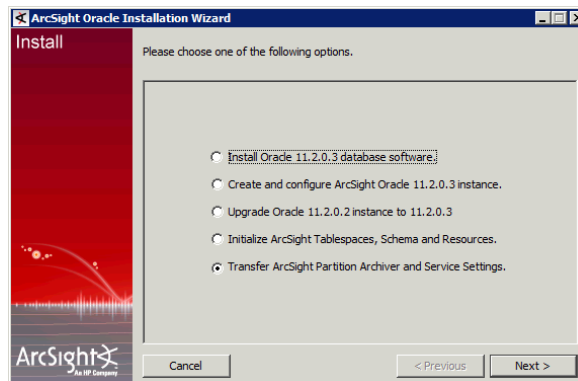 ArcSight Oracle Installation Wizard
Install
Please choose one of the following options.
Install Oracle 11.2.0.3 database software.
Create and configure ArcSight Oracle 11.2.0.3 instance.
Upgrade Oracle 11.2.0.2 instance to 11.2.0.3
Initialize ArcSight Tablespaces, Schema and Resources.
Transfer ArcSight Partition Archiver and Service Settings.
ArcSight
An HP Company
Cancel
< Previous
Next >